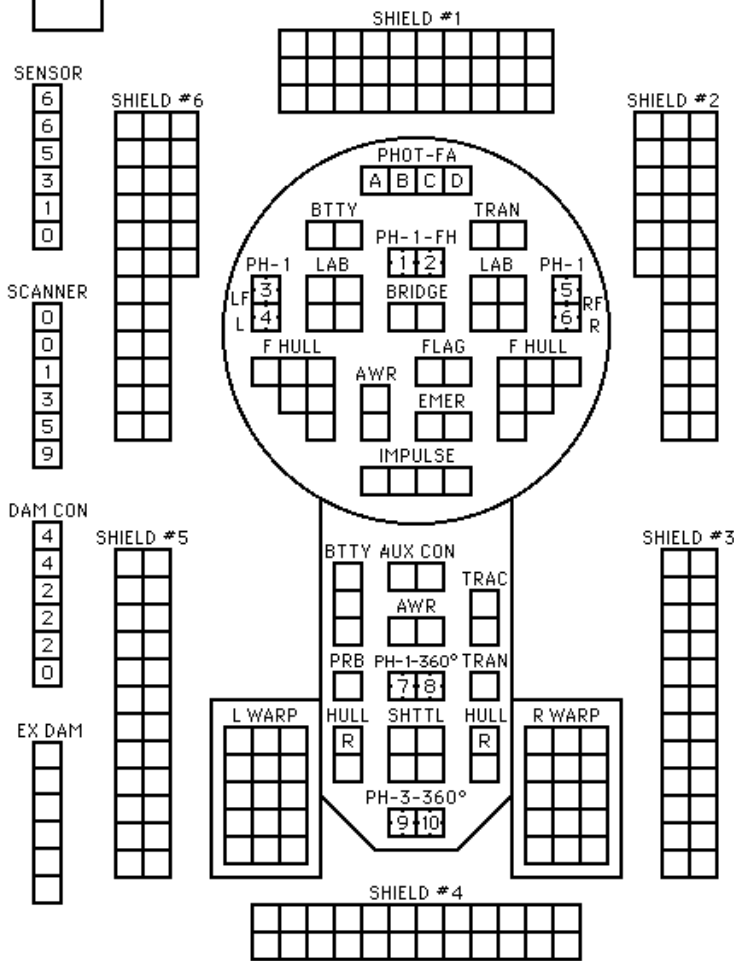 SHIELD #1
SENSOR
6
6
5
3
1
0
SHIELD #6
SHIELD #2
PHOT-FA
A B C D
BTTY
TRAN
PH-1-FH
1 2
PH-1
LAB
LAB
PH-1
3
4
LF
L
BRIDGE
5
6
RF
R
SCANNER
0
0
1
3
5
9
F HULL
FLAG
F HULL
AWR
EMER
IMPULSE
DAM CON
4
4
2
2
2
0
SHIELD #5
SHIELD #3
BTTY
AUX CON
TRAC
AWR
PRB
PH-1-360°
TRAN
7 8
L WARP
HULL
SHTTL
HULL
R WARP
R
R
EX DAM
PH-3-360°
9 10
SHIELD #4